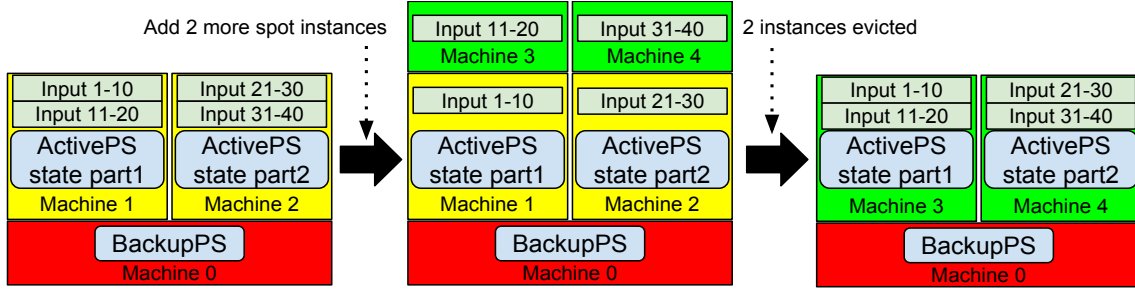 Add 2 more spot instances
2 instances evicted
Input 1-10
Input 11-20
ActivePS
state part1
Machine 1
Input 21-30
Input 31-40
ActivePS
state part2
Machine 2
BackupPS
Machine 0
Input 11-20
Machine 3
Input 31-40
Machine 4
Input 1-10
ActivePS
state part1
Machine 1
Input 21-30
ActivePS
state part2
Machine 2
BackupPS
Machine 0
Input 1-10
Input 11-20
ActivePS
state part1
Machine 3
Input 21-30
Input 31-40
ActivePS
state part2
Machine 4
BackupPS
Machine 0